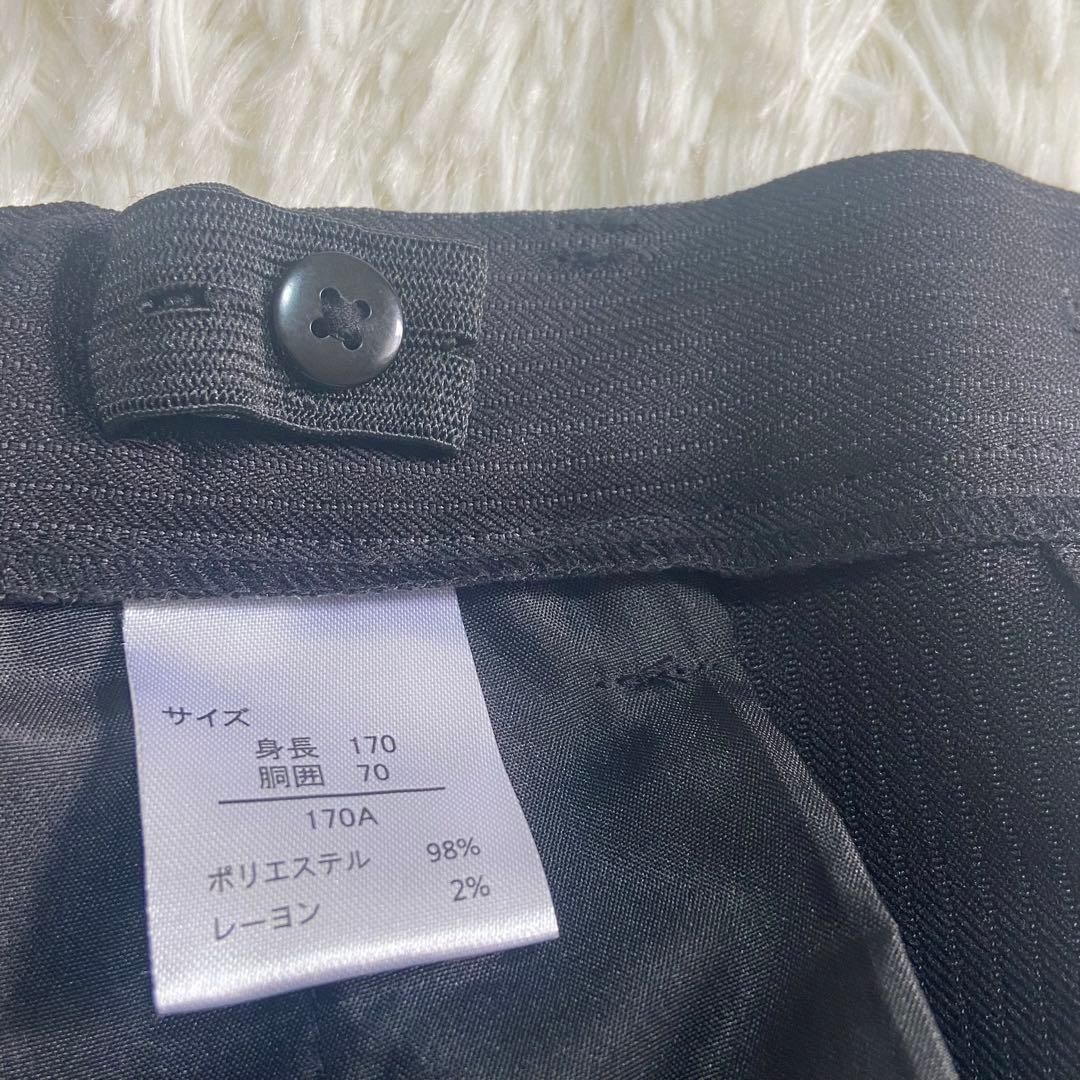 サイズ
身長 170
胴囲 70
170A
ポリエステル 98%
レーヨン 2%